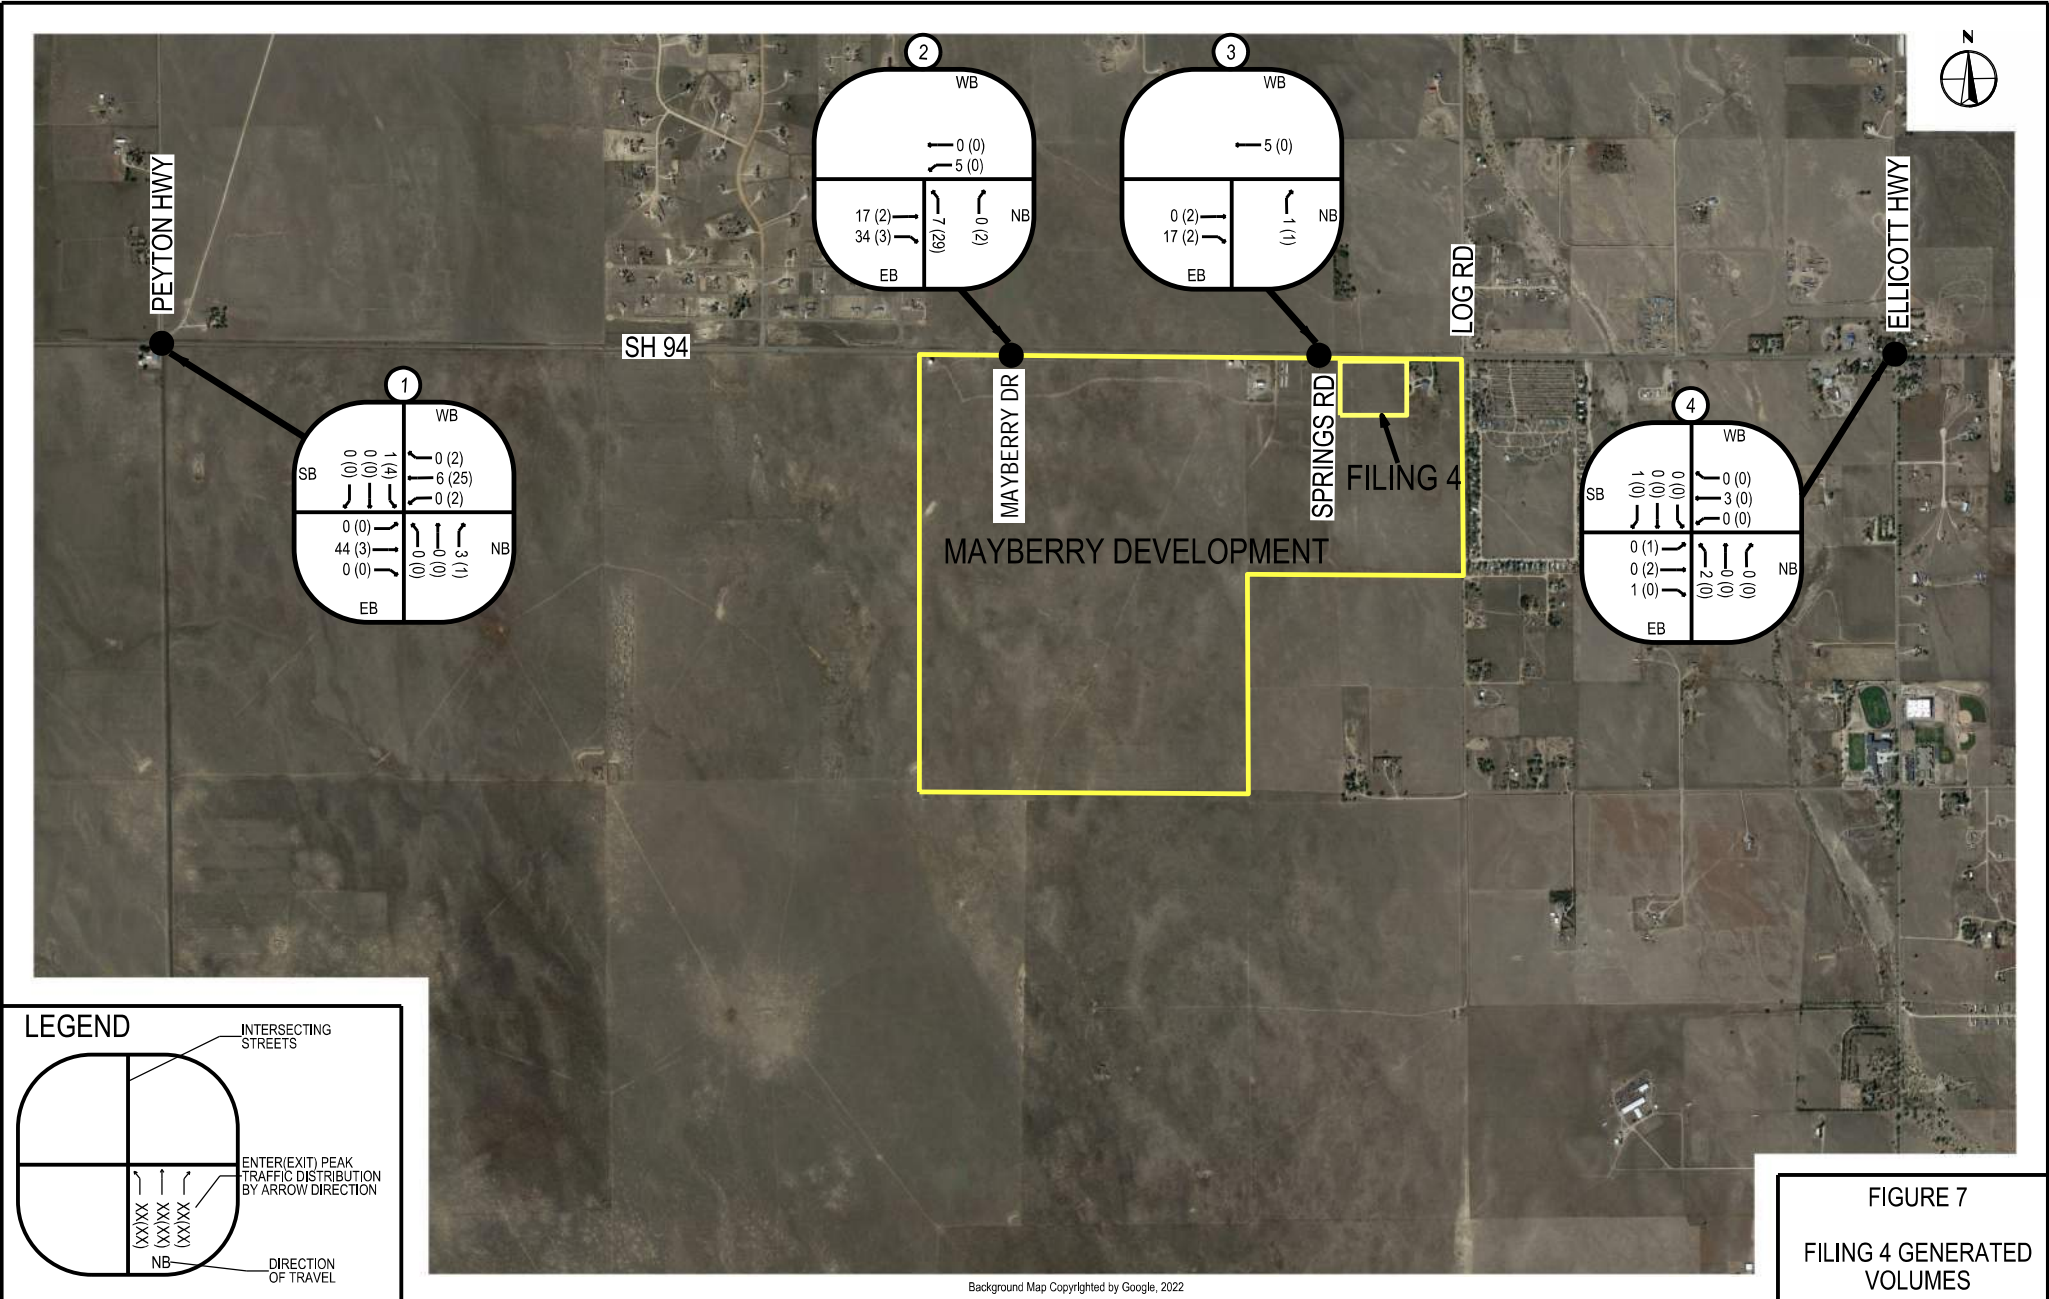 N
2
WB
0 (0)
5 (0)
17 (2)
34 (3)
7 (29)
0 (2)
NB
EB
3
WB
5 (0)
0 (2)
17 (2)
1 (1)
NB
EB
PEYTON HWY
SH 94
MAYBERRY DR
SPRINGS RD
LOG RD
ELLICOTT HWY
FILING 4
MAYBERRY DEVELOPMENT
1
WB
SB
0 (0)
0 (0)
1 (4)
0 (2)
6 (25)
0 (2)
0 (0)
44 (3)
0 (0)
0 (0)
0 (0)
3 (1)
NB
EB
4
WB
SB
1 (0)
0 (0)
0 (0)
0 (0)
3 (0)
0 (0)
0 (1)
0 (2)
1 (0)
2 (0)
0 (0)
0 (0)
NB
EB
LEGEND
INTERSECTING
STREETS
ENTER(EXIT) PEAK
TRAFFIC DISTRIBUTION
BY ARROW DIRECTION
XX(XX)
XX(XX)
XX(XX)
NB
DIRECTION
OF TRAVEL
Background Map Copyrighted by Google, 2022
FIGURE 7
FILING 4 GENERATED
VOLUMES